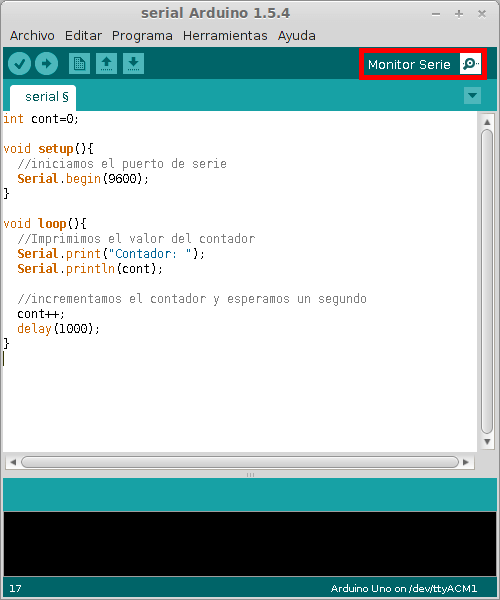 serial Arduino 1.5.4
Archivo Editar Programa Herramientas Ayuda
Monitor Serie
serial §
int cont=0;
void setup(){
//iniciamos el puerto de serie
Serial.begin(9600);
}
void loop(){
//Imprimimos el valor del contador
Serial.print("Contador: ");
Serial.println(cont);
//incrementamos el contador y esperamos un segundo
cont++;
delay(1000);
}
17 Arduino Uno on /dev/ttyACM1